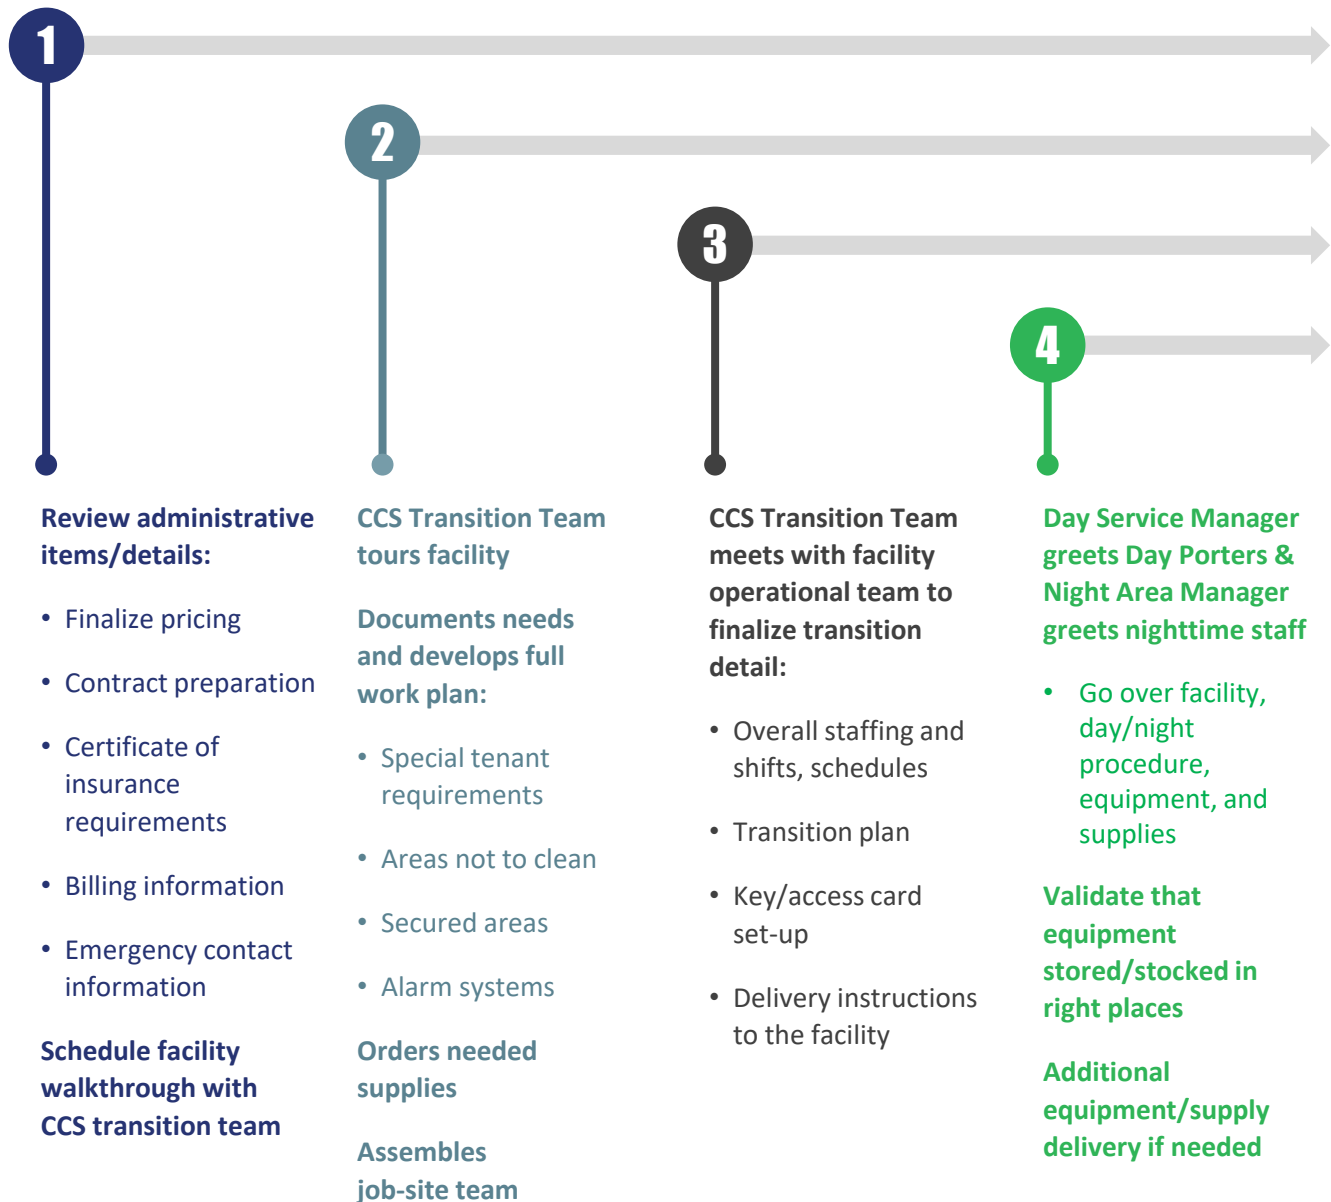 1
2
3
4
Review administrative
items/details:
• Finalize pricing
• Contract preparation
• Certificate of
insurance
requirements
• Billing information
• Emergency contact
information
Schedule facility
walkthrough with
CCS transition team
CCS Transition Team
tours facility
Documents needs
and develops full
work plan:
• Special tenant
requirements
• Areas not to clean
• Secured areas
• Alarm systems
Orders needed
supplies
Assembles
job-site team
CCS Transition Team
meets with facility
operational team to
finalize transition
detail:
• Overall staffing and
shifts, schedules
• Transition plan
• Key/access card
set-up
• Delivery instructions
to the facility
Day Service Manager
greets Day Porters &
Night Area Manager
greets nighttime staff
• Go over facility,
day/night
procedure,
equipment, and
supplies
Validate that
equipment
stored/stocked in
right places
Additional
equipment/supply
delivery if needed